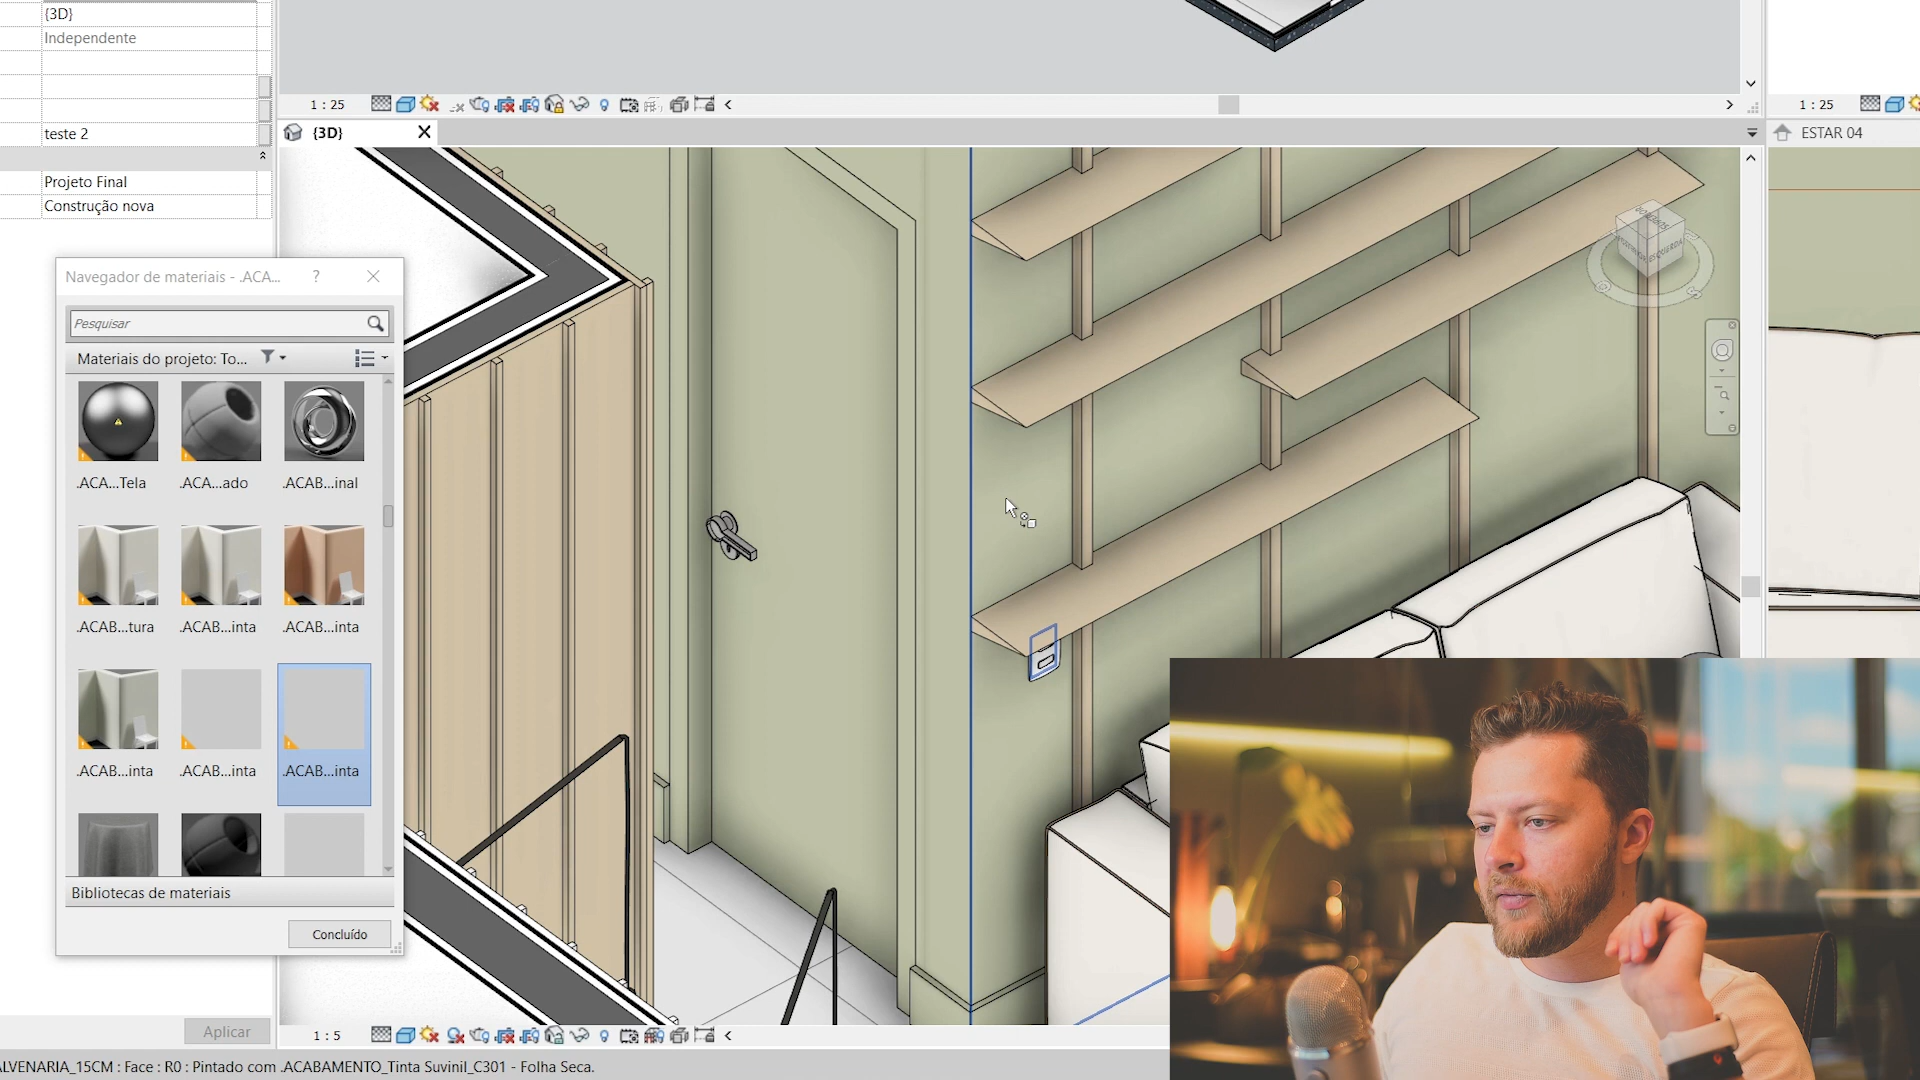 {3D}
Independente
teste 2
Projeto Final
Construção nova
1 : 25
1 : 25
{3D}
ESTAR 04
Navegador de materiais - .ACA...
?
Pesquisar
Materiais do projeto: To...
.ACA...Tela
.ACA...ado
.ACAB...inal
.ACAB...tura
.ACAB...inta
.ACAB...inta
.ACAB...inta
.ACAB...inta
.ACAB...inta
Bibliotecas de materiais
Concluído
Aplicar
1 : 5
LVENARIA_15CM : Face : R0 : Pintado com .ACABAMENTO_Tinta Suvinil_C301 - Folha Seca.